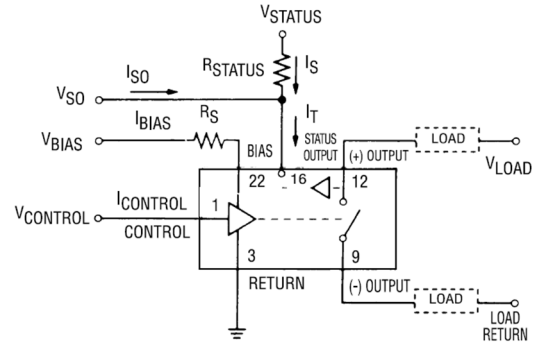 VSTATUS
RSTATUS
IS
ISO
VSO
IBIAS
RS
IT
VBIAS
BIAS
STATUS
OUTPUT
(+) OUTPUT
LOAD
VLOAD
22
16
12
ICONTROL
1
VCONTROL
CONTROL
3
9
RETURN
(-) OUTPUT
LOAD
LOAD
RETURN